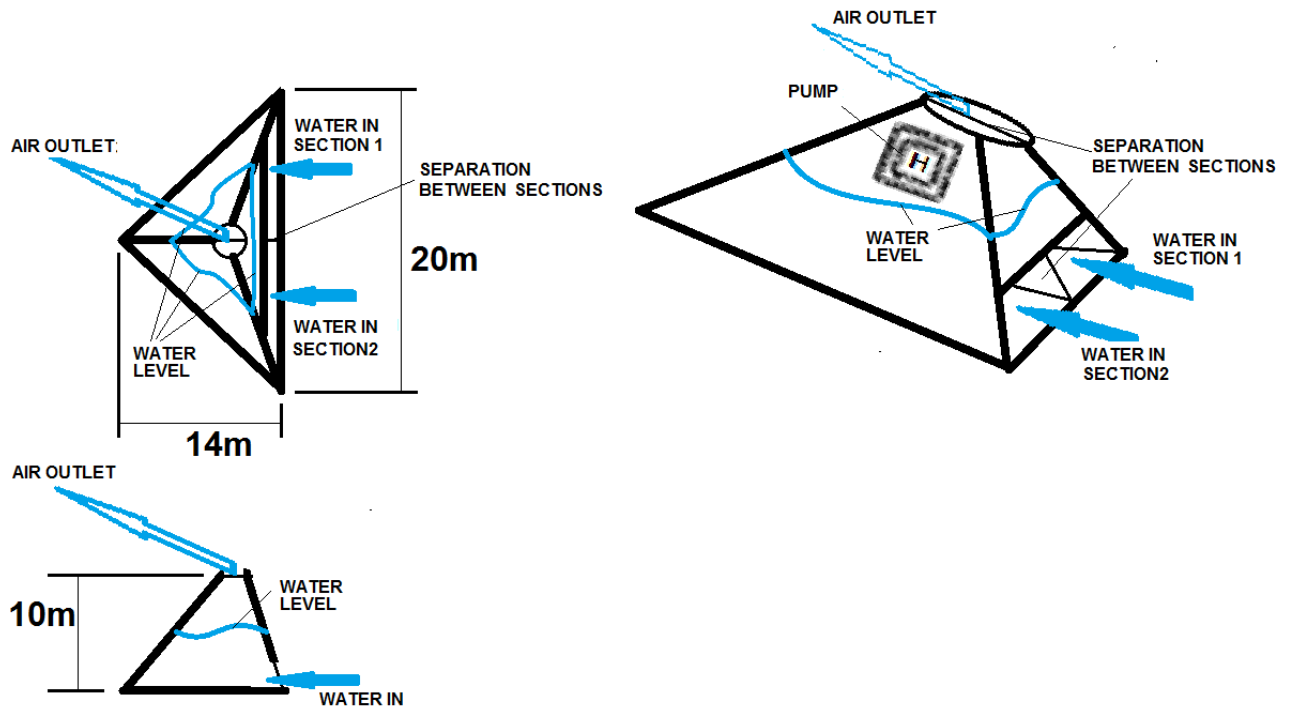 AIR OUTLET
WATER IN
SECTION 1
SEPARATION
BETWEEN SECTIONS
20m
WATER IN
SECTION2
WATER
LEVEL
14m
AIR OUTLET
10m
WATER
LEVEL
WATER IN
AIR OUTLET
PUMP
H
SEPARATION
BETWEEN SECTIONS
WATER
LEVEL
WATER IN
SECTION 1
WATER IN
SECTION2